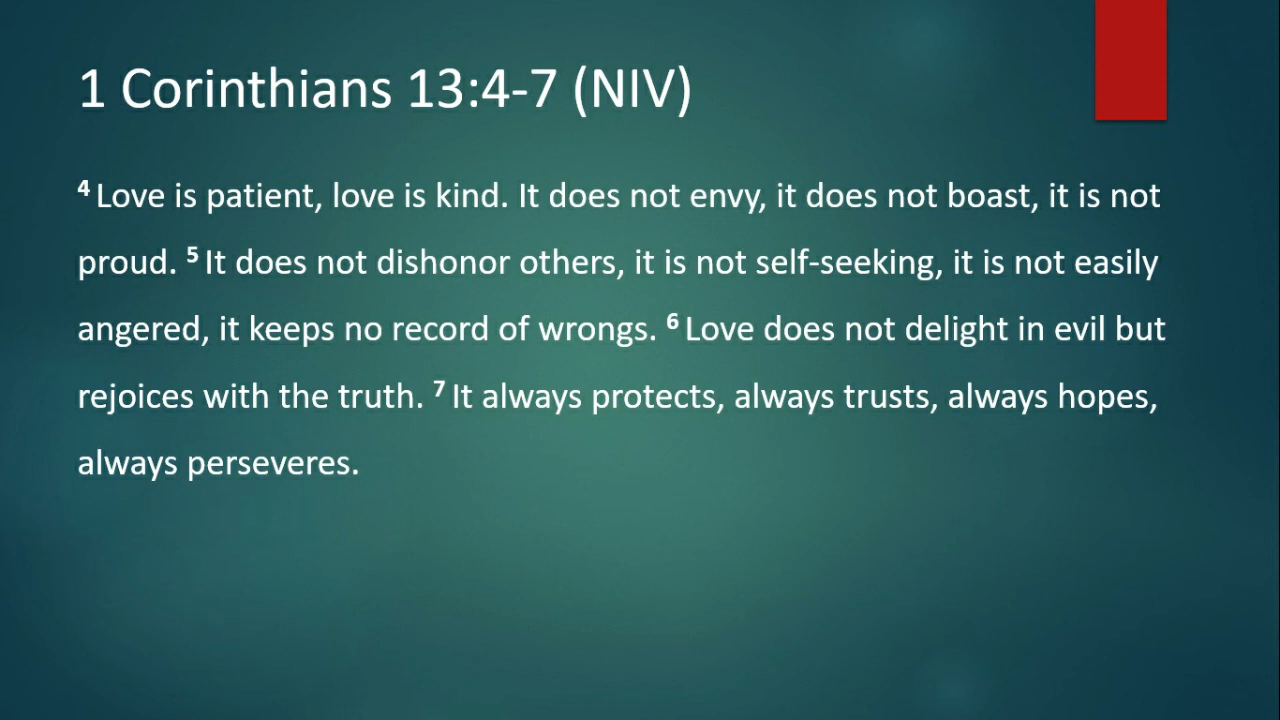 1 Corinthians 13:4-7 (NIV)
⁴ Love is patient, love is kind. It does not envy, it does not boast, it is not
proud. ⁵ It does not dishonor others, it is not self-seeking, it is not easily
angered, it keeps no record of wrongs. ⁶ Love does not delight in evil but
rejoices with the truth. ⁷ It always protects, always trusts, always hopes,
always perseveres.